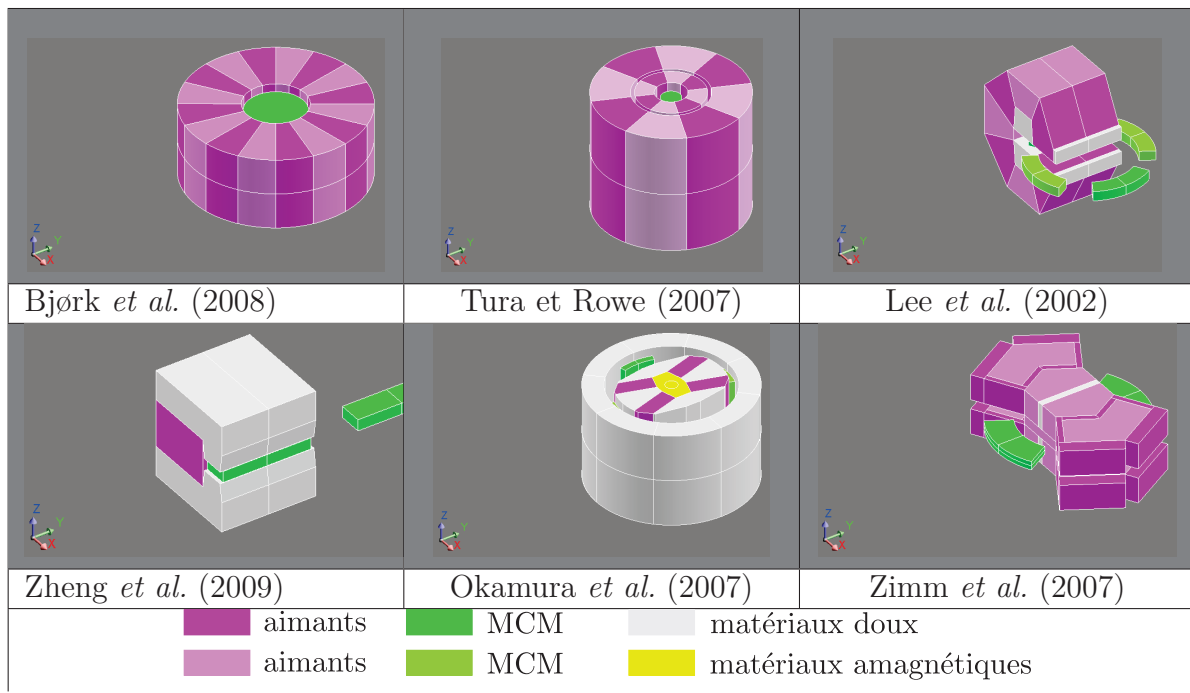 Z Y X
Z Y X
Z Y X
Bjørk et al. (2008) Tura et Rowe (2007) Lee et al. (2002)
Z Y X
Z Y X
Z Y X
Zheng et al. (2009) Okamura et al. (2007) Zimm et al. (2007)
aimants MCM matériaux doux
aimants MCM matériaux amagnétiques